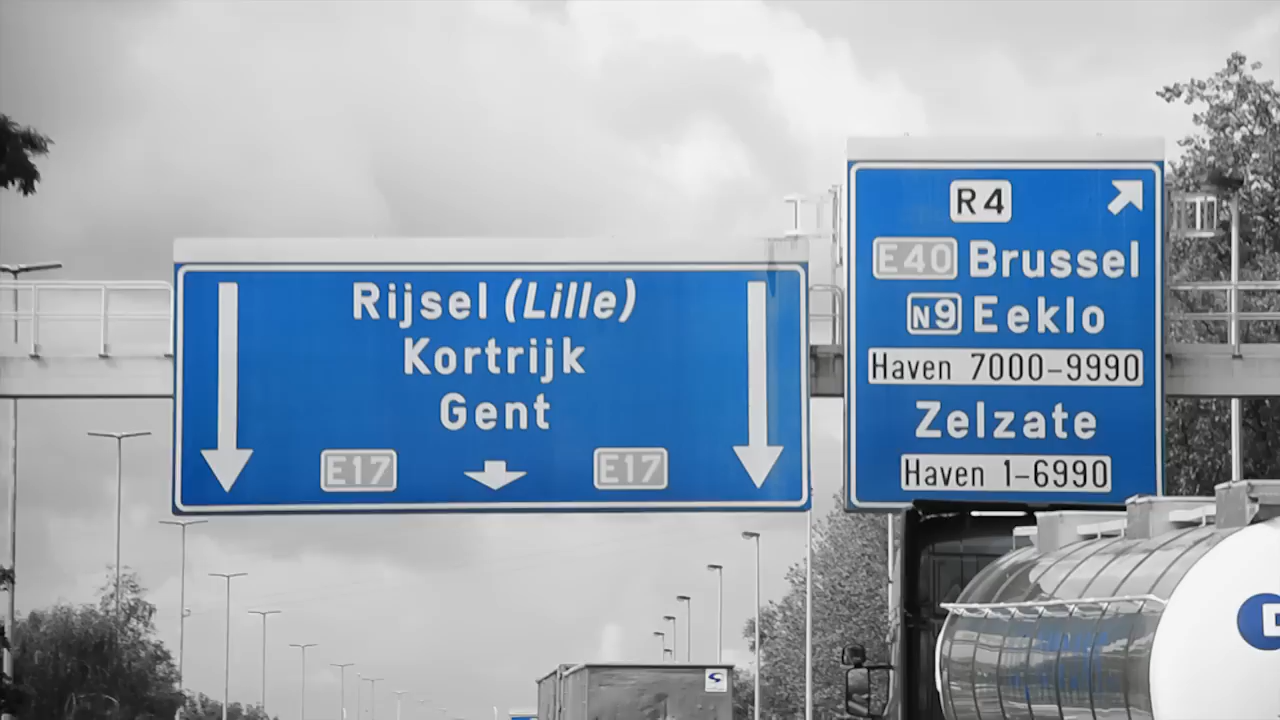 Rijsel (Lille)
Kortrijk
Gent
E17 E17
R4
E40 Brussel
N9 Eeklo
Haven 7000-9990
Zelzate
Haven 1-6990